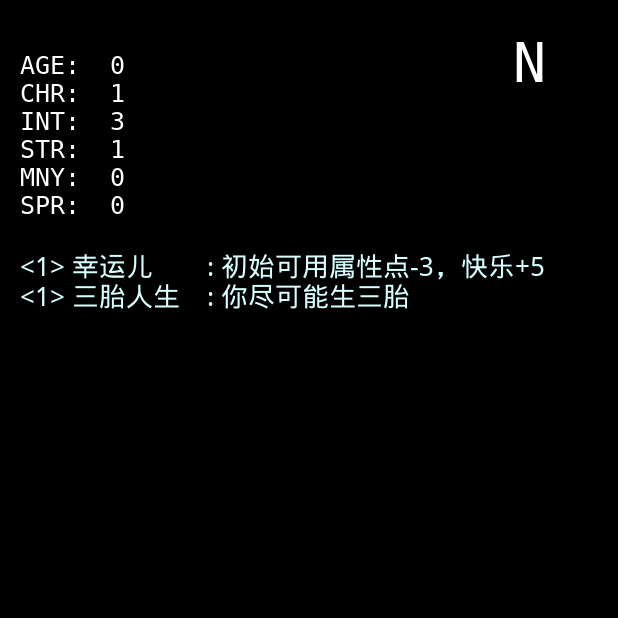 N
AGE: 0
CHR: 1
INT: 3
STR: 1
MNY: 0
SPR: 0
<1> 幸运儿 : 初始可用属性点-3，快乐+5
<1> 三胎人生 : 你尽可能生三胎